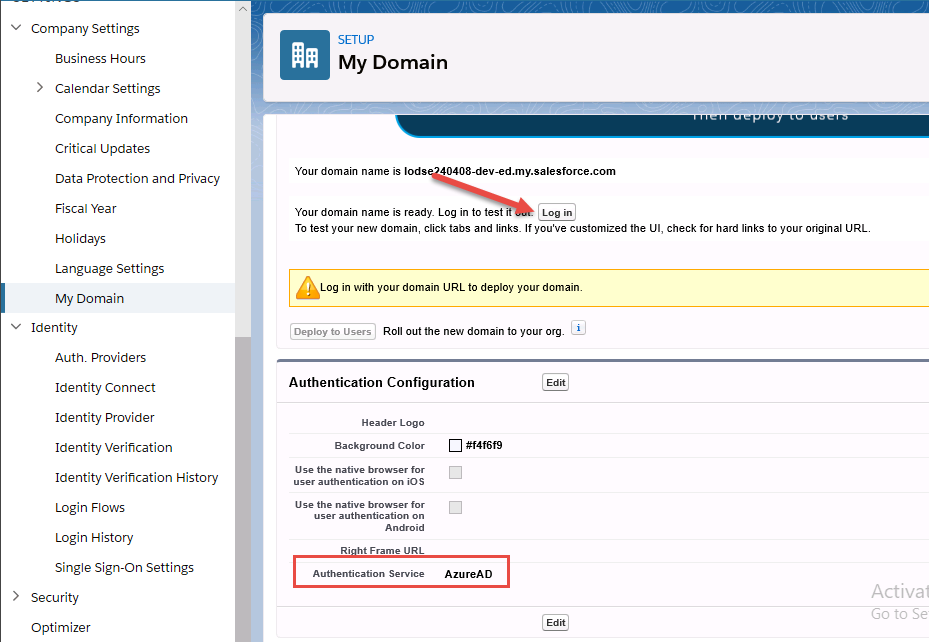 Company Settings
Business Hours
Calendar Settings
Company Information
Critical Updates
Data Protection and Privacy
Fiscal Year
Holidays
Language Settings
My Domain
Identity
Auth. Providers
Identity Connect
Identity Provider
Identity Verification
Identity Verification History
Login Flows
Login History
Single Sign-On Settings
Security
Optimizer
SETUP
My Domain
Then deploy to users
Your domain name is lodse240408-dev-ed.my.salesforce.com
Your domain name is ready. Log in to test it out. Log in
To test your new domain, click tabs and links. If you've customized the UI, check for hard links to your original URL.
Log in with your domain URL to deploy your domain.
Deploy to Users Roll out the new domain to your org. i
Authentication Configuration Edit
Header Logo
Background Color #f4f6f9
Use the native browser for
user authentication on iOS
Use the native browser for
user authentication on
Android
Right Frame URL
Authentication Service AzureAD
Edit
Activat
Go to Se